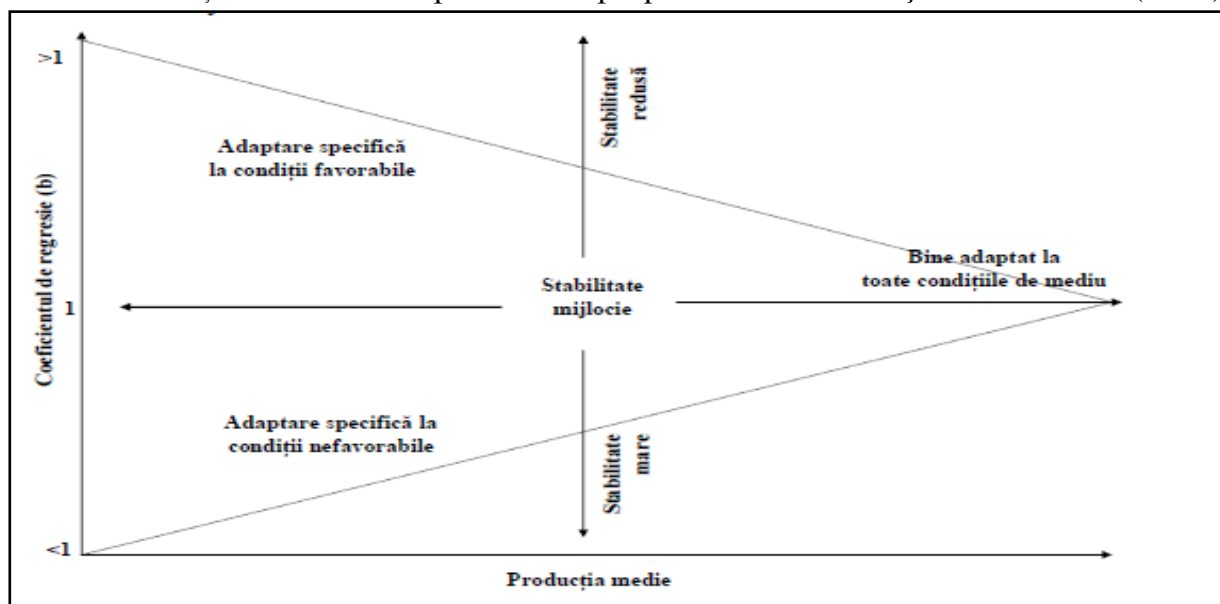 >1
Stabilitate
redusă
Adaptare specifică
la condiții favorabile
Coeficientul de regresie (b)
Bine adaptat la
toate condițiile de mediu
Stabilitate
mijlocie
1
Adaptare specifică la
condiții nefavorabile
Stabilitate
mare
<1
Producția medie